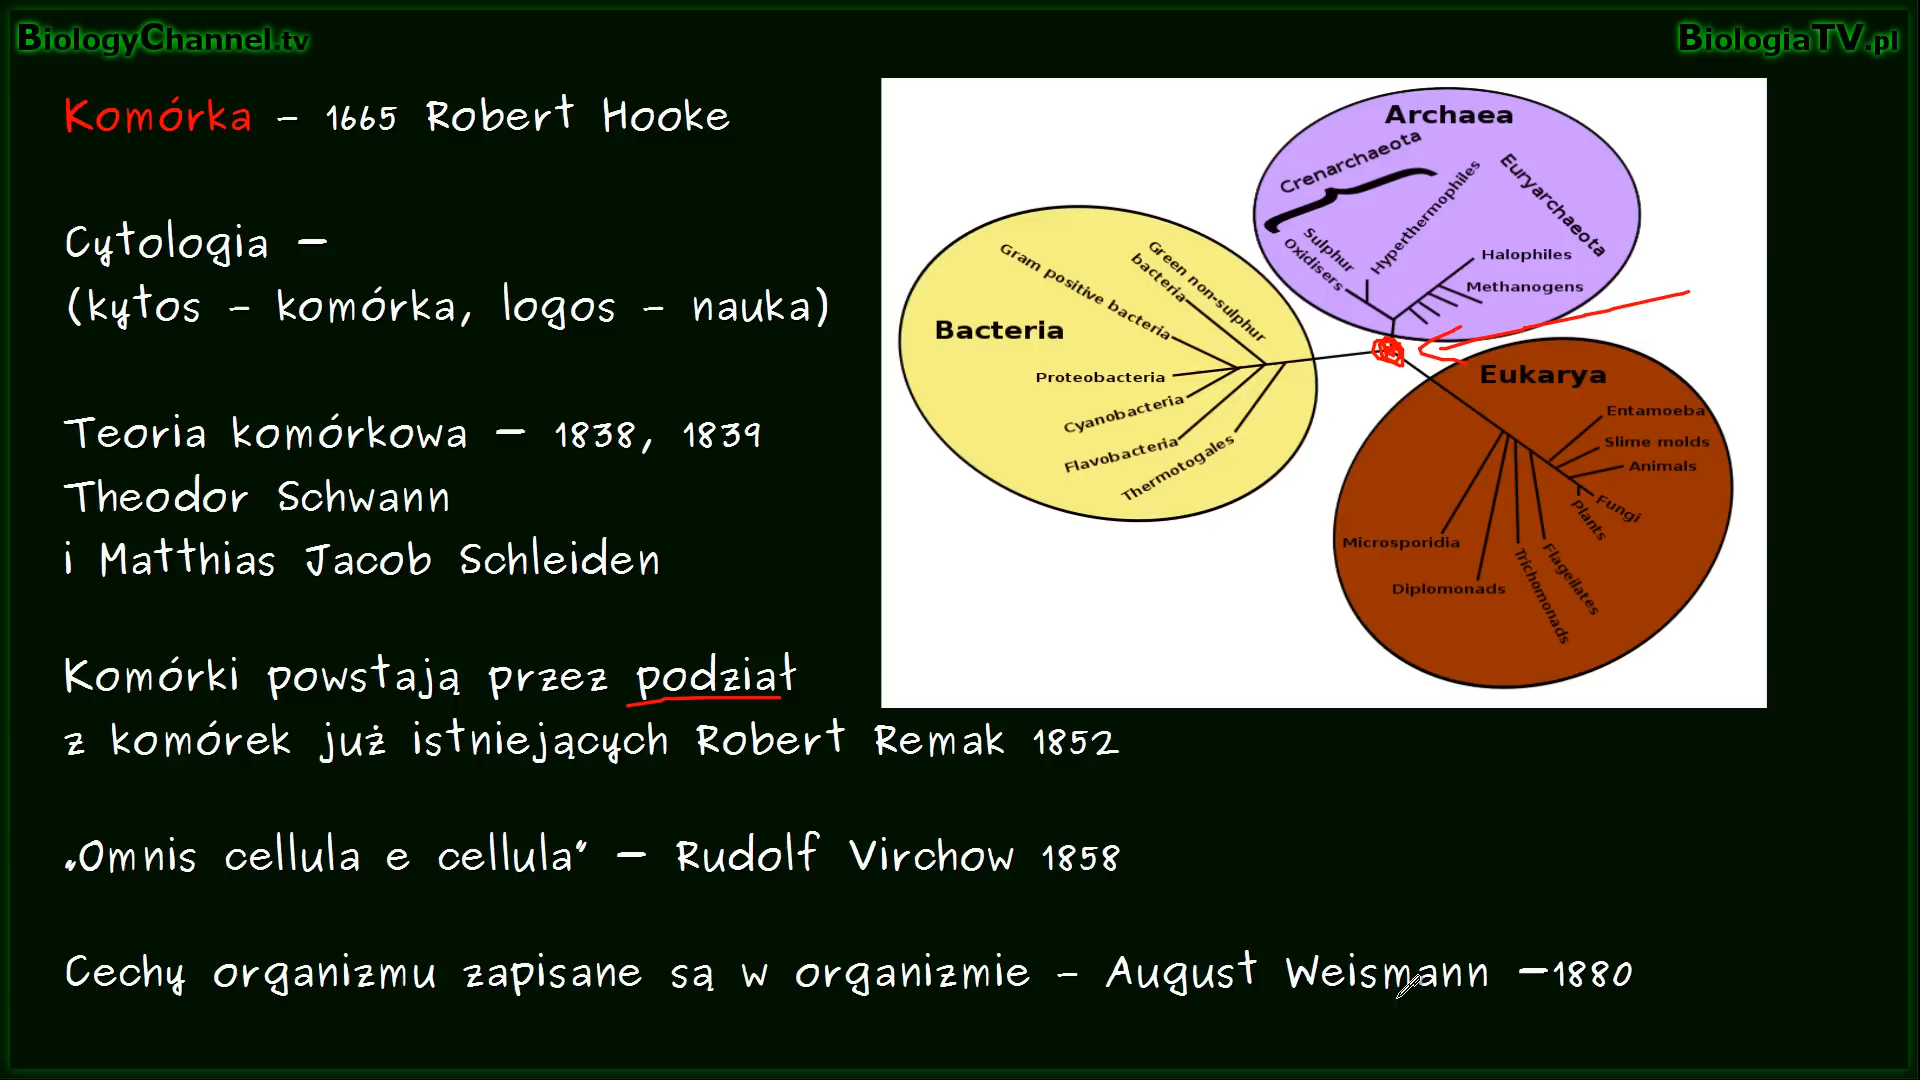 BiologyChannel.tv
BiologiaTV.pl
Komórka – 1665 Robert Hooke
Cytologia –
(kytos – komórka, logos – nauka)
Teoria komórkowa – 1838, 1839
Theodor Schwann
i Matthias Jacob Schleiden
Komórki powstają przez podział
z komórek już istniejących Robert Remak 1852
„Omnis cellula e cellula” – Rudolf Virchow 1858
Cechy organizmu zapisane są w organizmie – August Weismann –1880
Archaea
Crenarchaeota
Euryarchaeota
Sulphur
Oxidisers
Hyperthermophiles
Halophiles
Methanogens
Bacteria
Gram positive bacteria
Green non-sulphur
bacteria
Proteobacteria
Cyanobacteria
Flavobacteria
Thermotogales
Eukarya
Entamoeba
Slime molds
Animals
Fungi
Plants
Flagellates
Trichomonads
Microsporidia
Diplomonads